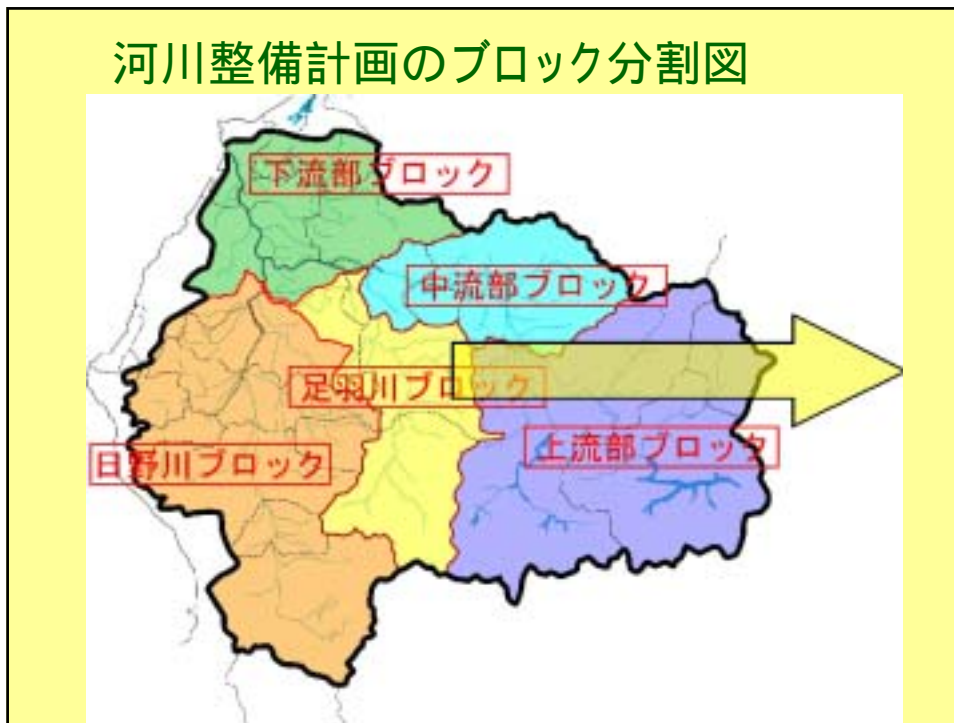 河川整備計画のブロック分割図
下流部ブロック
中流部ブロック
足羽川ブロック
上流部ブロック
日野川ブロック